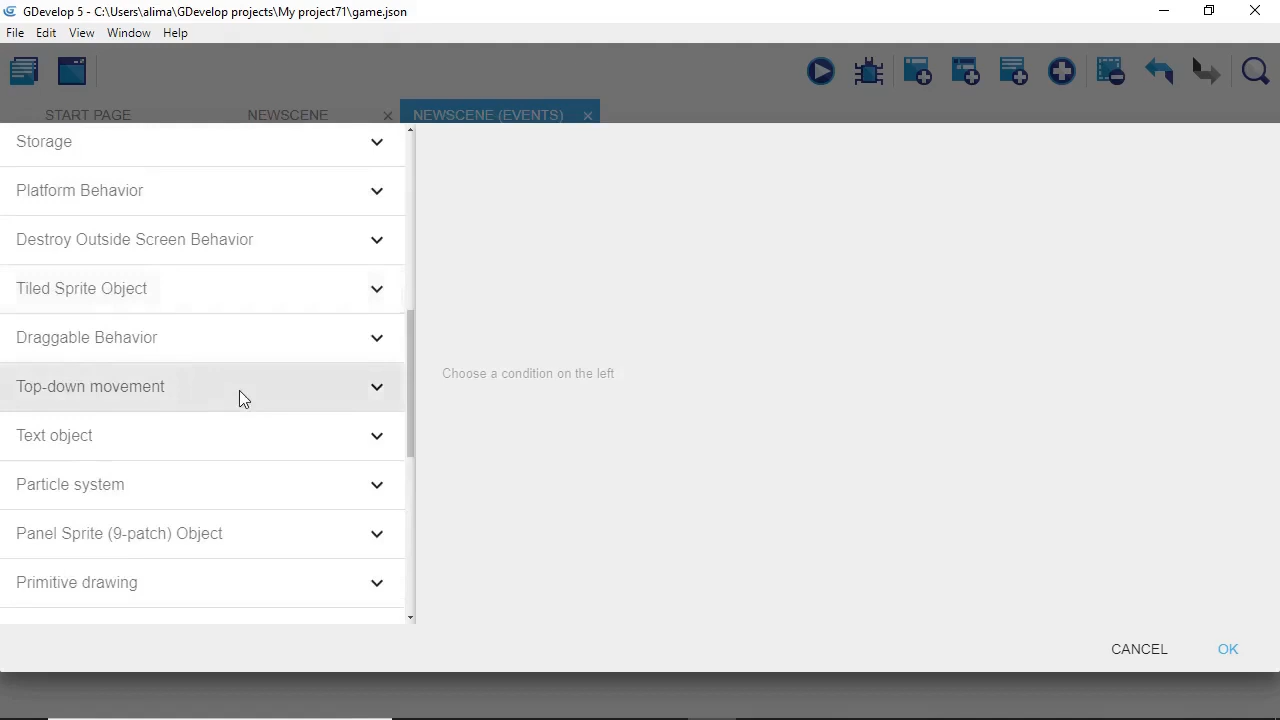 GDevelop 5 - C:\Users\alima\GDevelop projects\My project71\game.json
File Edit View Window Help
START PAGE NEWSCENE NEWSCENE (EVENTS)
Storage
Platform Behavior
Destroy Outside Screen Behavior
Tiled Sprite Object
Draggable Behavior
Choose a condition on the left
Top-down movement
Text object
Particle system
Panel Sprite (9-patch) Object
Primitive drawing
CANCEL OK